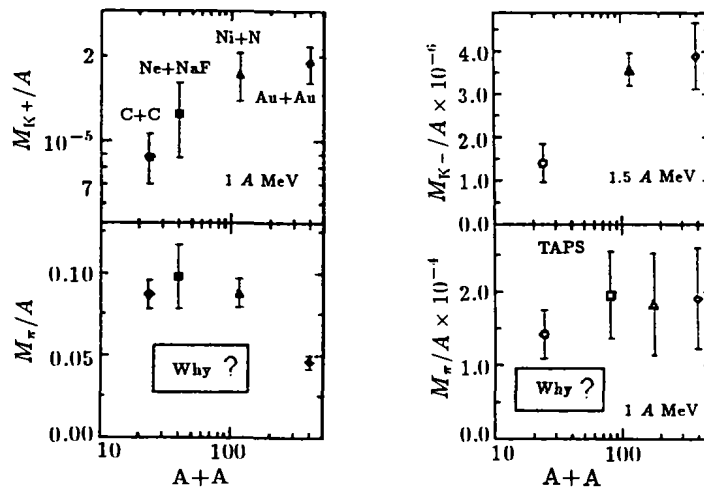 M_K+/A
2
10^-5
7
C+C
Ne+NaF
Ni+N
Au+Au
1 A MeV
M_π/A
0.10
0.05
0.00
Why ?
10
100
A+A
M_K-/A × 10^-6
4.0
3.0
2.0
1.0
0.0
1.5 A MeV
M_π/A × 10^-4
2.0
1.0
0.0
TAPS
Why ?
1 A MeV
10
100
A+A